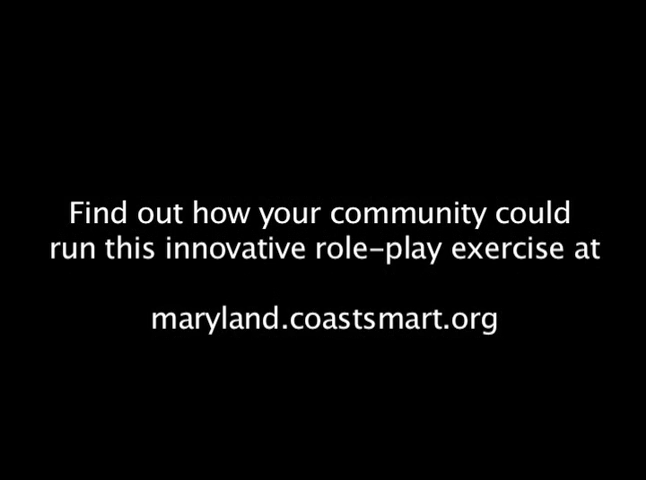 Find out how your community could
run this innovative role-play exercise at
maryland.coastsmart.org